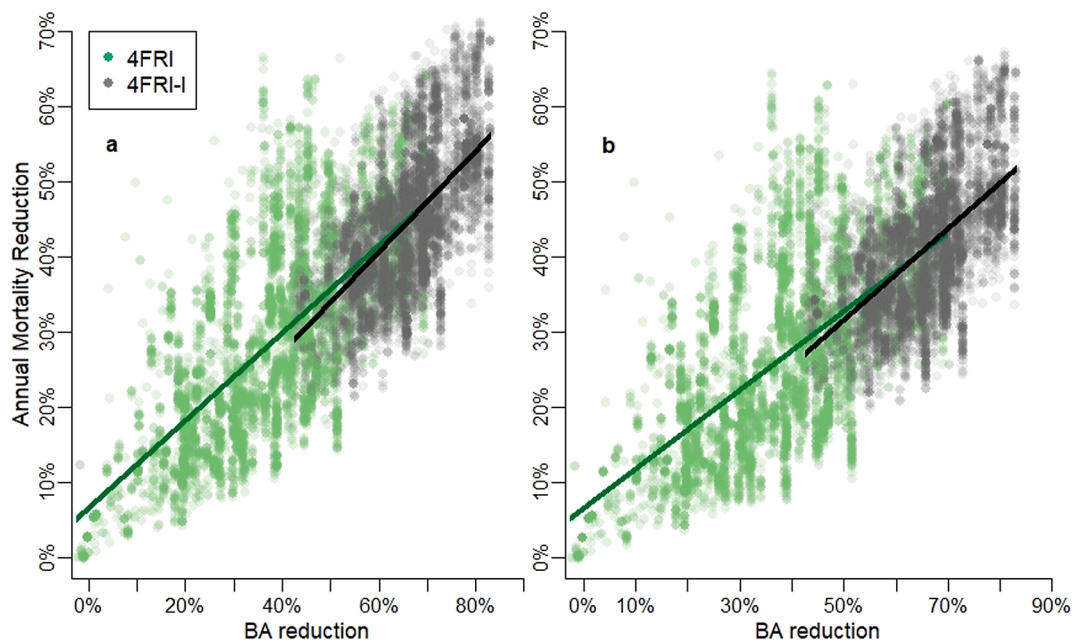 4FRI
4FRI-I
a
b
Annual Mortality Reduction
70%
60%
50%
40%
30%
20%
10%
0%
70%
60%
50%
40%
30%
20%
10%
0%
0% 20% 40% 60% 80%
0% 10% 30% 50% 70% 90%
BA reduction
BA reduction